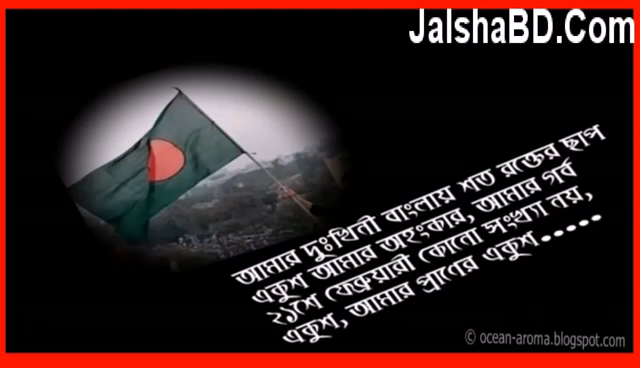 JalshaBD.Com
আমার দুঃখিনী বাংলায় শত রক্তের ছাপ
একুশ আমার অহংকার, আমার গর্ব
২১শে ফেব্রুয়ারী কোনো সংখ্যা নয়,
একুশ, আমার প্রাণের একুশ.....
© ocean-aroma.blogspot.com